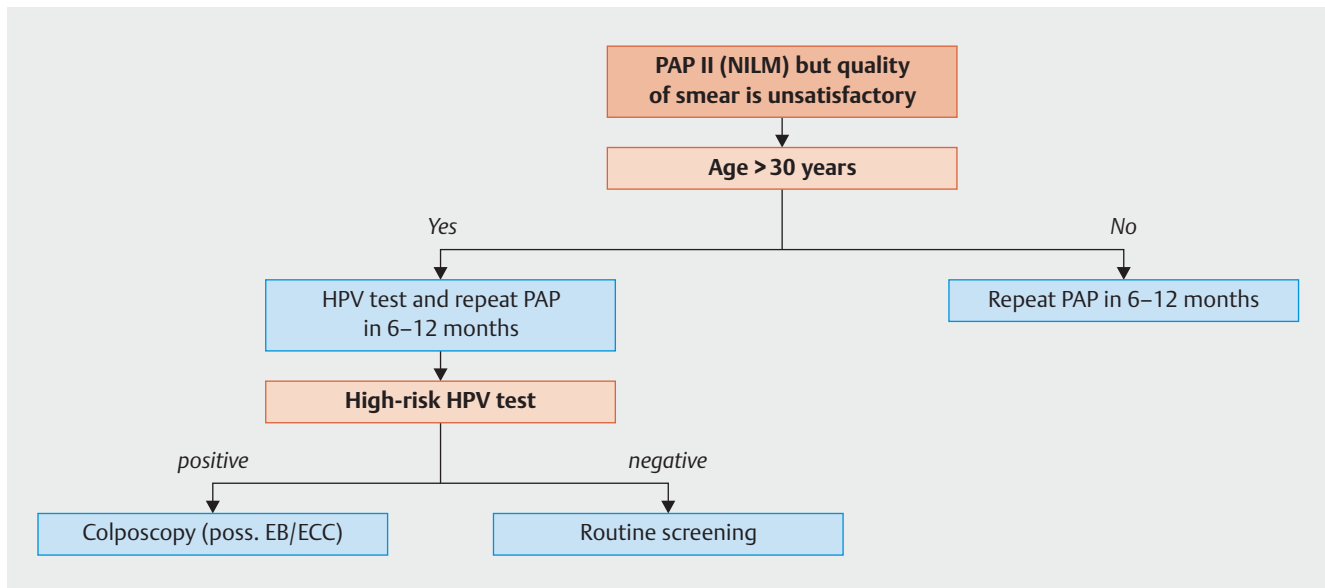 PAP II (NILM) but quality
of smear is unsatisfactory
Age > 30 years
Yes
No
HPV test and repeat PAP
in 6–12 months
Repeat PAP in 6–12 months
High-risk HPV test
positive
negative
Colposcopy (poss. EB/ECC)
Routine screening